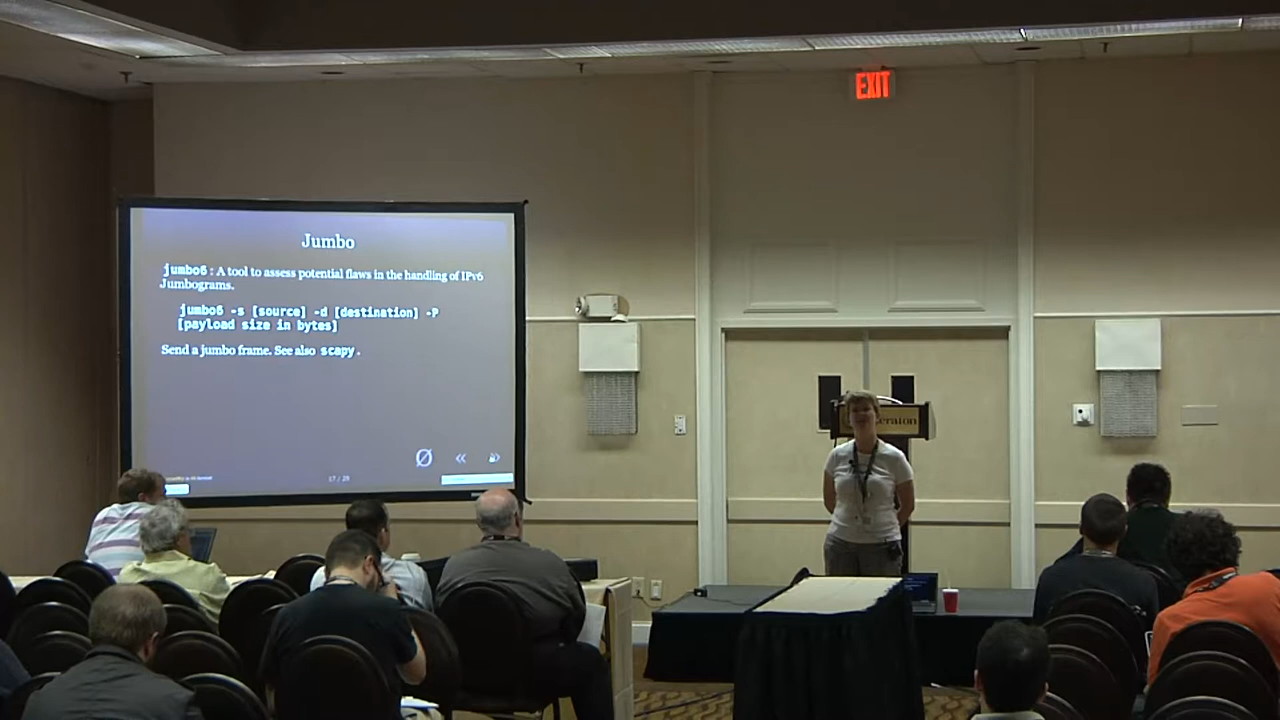 EXIT
Jumbo
jumbo6: A tool to assess potential flaws in the handling of IPv6
Jumbograms.
jumbo6 -s [source] -d [destination] -P
[payload size in bytes]
Send a jumbo frame. See also scapy.
17 / 29